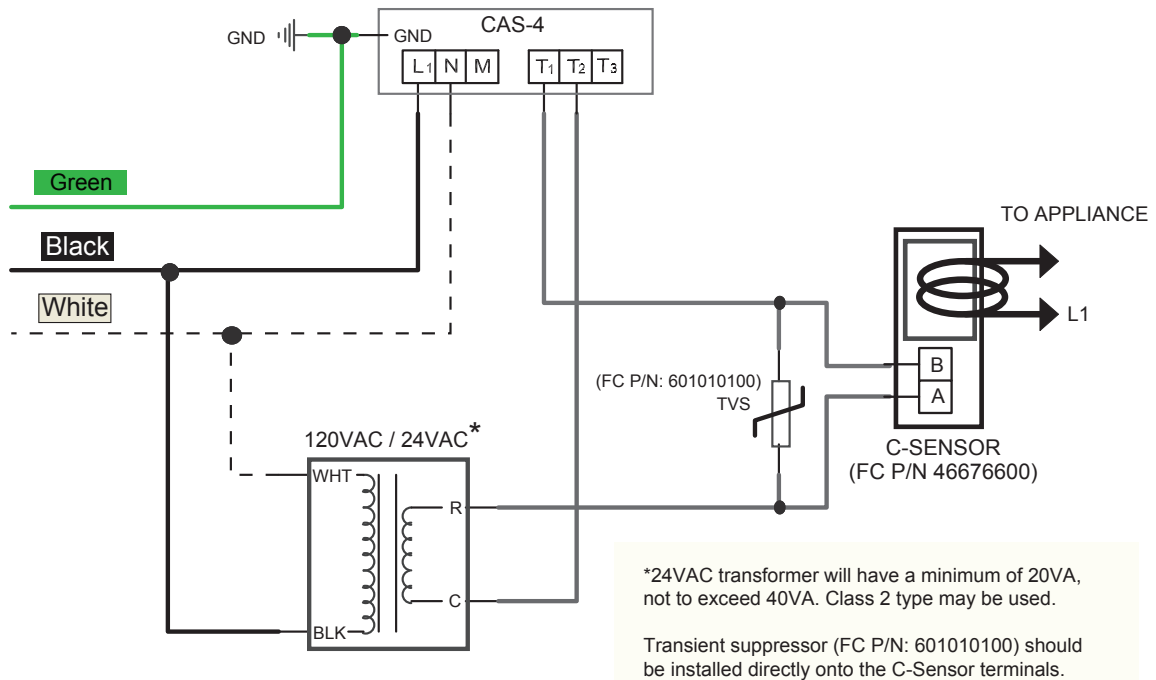 CAS-4
GND
GND
L1 N M
T1 T2 T3
Green
Black
White
TO APPLIANCE
L1
B
A
(FC P/N: 601010100)
TVS
C-SENSOR
(FC P/N 46676600)
120VAC / 24VAC*
WHT
R
C
BLK
*24VAC transformer will have a minimum of 20VA,
not to exceed 40VA. Class 2 type may be used.
Transient suppressor (FC P/N: 601010100) should
be installed directly onto the C-Sensor terminals.